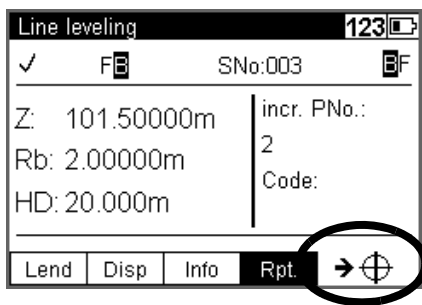 Line leveling 123
✓ FB SNo:003 BF
Z: 101.50000m
Rb: 2.00000m
HD: 20.000m
incr. PNo.:
2
Code:
Lend Disp Info Rpt. ➔